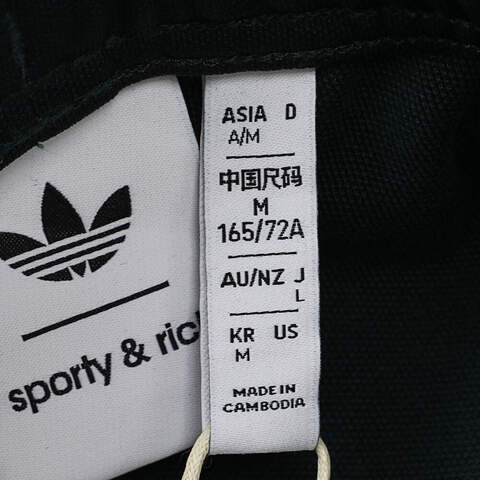 sporty & ric
ASIA D
A/M
中国尺码
M
165/72A
AU/NZ J
L
KR US
M
MADE IN
CAMBODIA